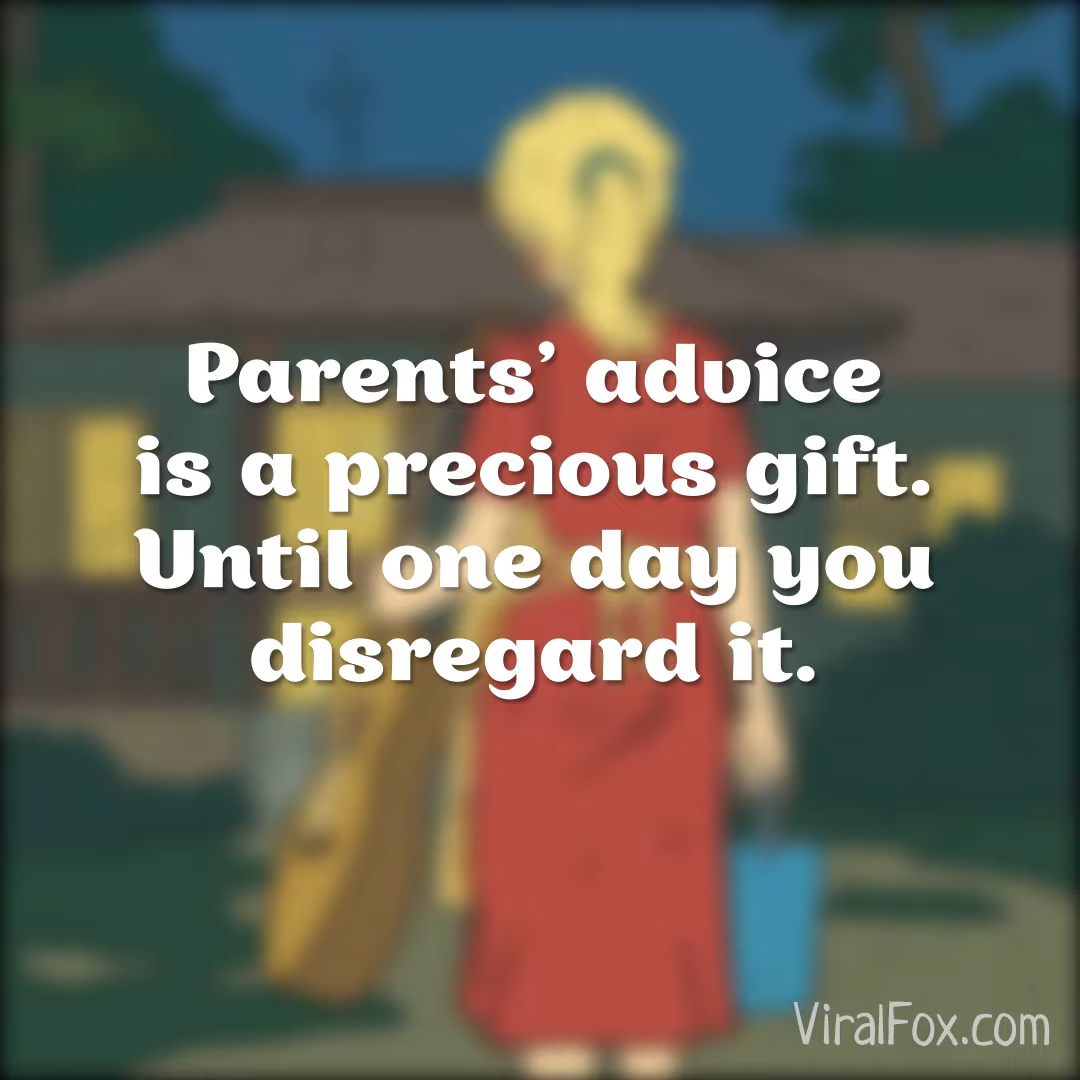 Parents’ advice
is a precious gift.
Until one day you
disregard it.
ViralFox.com